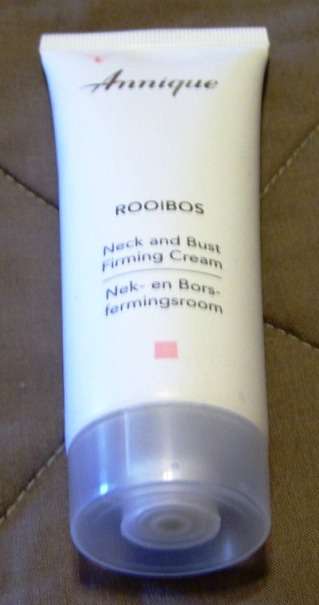 Annique
ROOIBOS
Neck and Bust
Firming Cream
Nek- en Bors-
fermingsroom